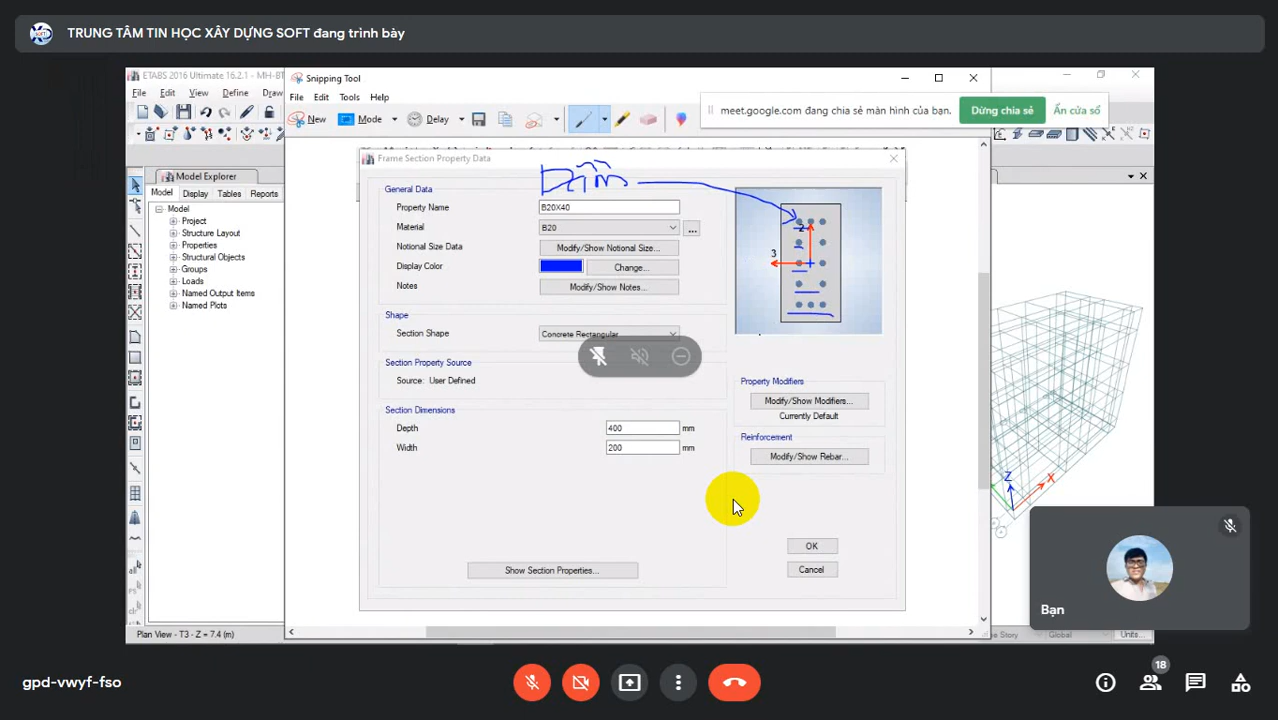 TRUNG TÂM TIN HỌC XÂY DỰNG SOFT đang trình bày
ETABS 2016 Ultimate 16.2.1 - MH-BT
Snipping Tool
File Edit View Define Draw
File Edit Tools Help
New Mode Delay
meet.google.com đang chia sẻ màn hình của bạn. Dừng chia sẻ Ẩn cửa sổ
Model Explorer
Model Display Tables Reports
Model
Project
Structure Layout
Properties
Structural Objects
Groups
Loads
Named Output Items
Named Plots
Frame Section Property Data
Dầm
General Data
Property Name B20X40
Material B20 ...
Notional Size Data Modify/Show Notional Size...
Display Color Change...
Notes Modify/Show Notes...
2
3
Shape
Section Shape Concrete Rectangular
Section Property Source
Source: User Defined
Property Modifiers
Modify/Show Modifiers...
Currently Default
Section Dimensions
Depth 400 mm
Width 200 mm
Reinforcement
Modify/Show Rebar...
OK
Show Section Properties...
Cancel
Z
X
Plan View - T3 - Z = 7.4 (m)
Story Global Units...
Bạn
gpd-vwyf-fso
18